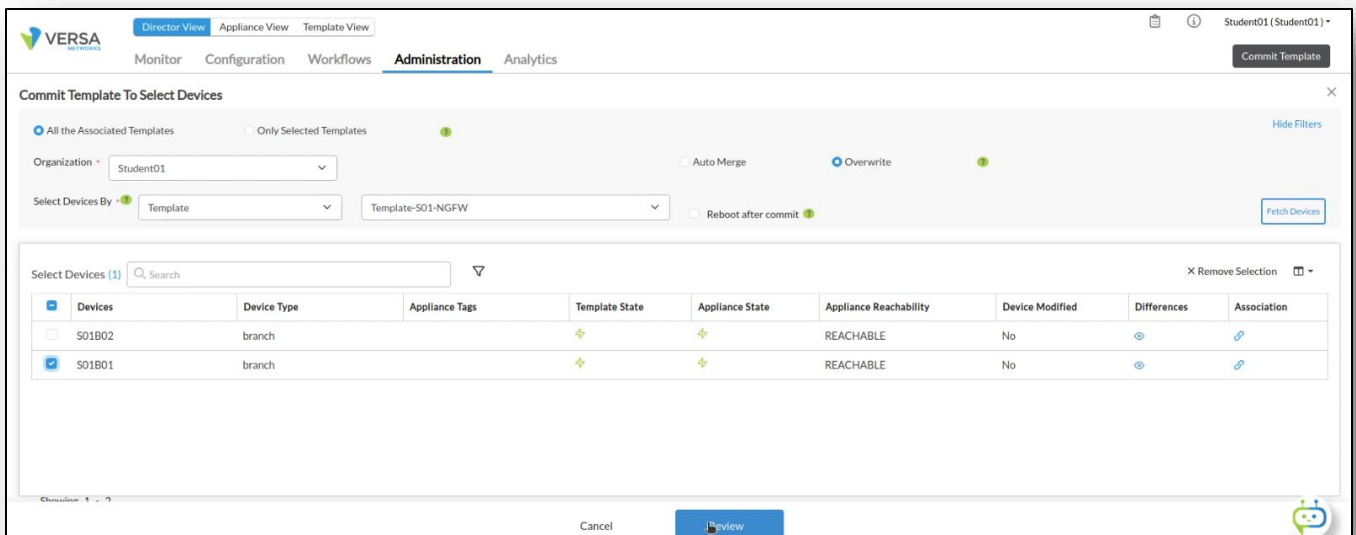 Director View Appliance View Template View Student01 (Student01)
VERSA
NETWORKS
Monitor Configuration Workflows Administration Analytics Commit Template
Commit Template To Select Devices ×
All the Associated Templates Only Selected Templates ? Hide Filters
Organization * Student01 Auto Merge Overwrite ?
Select Devices By * ? Template Template-S01-NGFW Reboot after commit ? Fetch Devices
Select Devices (1) Search × Remove Selection
Devices Device Type Appliance Tags Template State Appliance State Appliance Reachability Device Modified Differences Association
S01B02 branch REACHABLE No
S01B01 branch REACHABLE No
Showing 1 - 2
Cancel Review